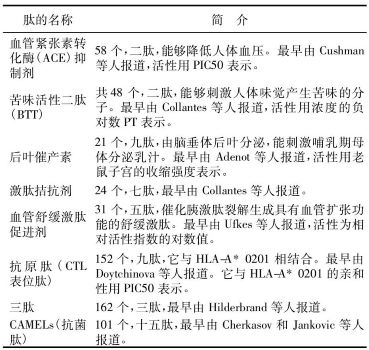 肽的名称 简 介
血管紧张素转
化酶(ACE)抑
制剂
58 个,二肽,能够降低人体血压。最早由 Cushman
等人报道,活性用 PIC50 表示。
苦味活性二肽
(BTT)
共 48 个,二肽,能够刺激人体味觉产生苦味的分
子。最早由 Collantes 等人报道,活性用浓度的负
对数 PT 表示。
后叶催产素
21 个,九肽,由脑垂体后叶分泌,能刺激哺乳期母
体分泌乳汁。最早由 Adenot 等人报道,活性用老
鼠子宫的收缩强度表示。
激肽拮抗剂
24 个,七肽,最早由 Collantes 等人报道。
血管舒缓激肽
促进剂
31 个,五肽,催化胰激肽裂解生成具有血管扩张功
能的舒缓激肽。最早由 Ufkes 等人报道,活性为相
对活性指数的对数值。
抗原肽(CTL
表位肽)
152 个,九肽,它与 HLA-A* 0201 相结合。最早由
Doytchinova 等人报道。它与 HLA-A* 0201 的亲和
性用 PIC50 表示。
三肽
162 个,三肽,最早由 Hilderbrand 等人报道。
CAMELs(抗菌
肽)
101 个,十五肽,最早由 Cherkasov 和 Jankovic 等人
报道。